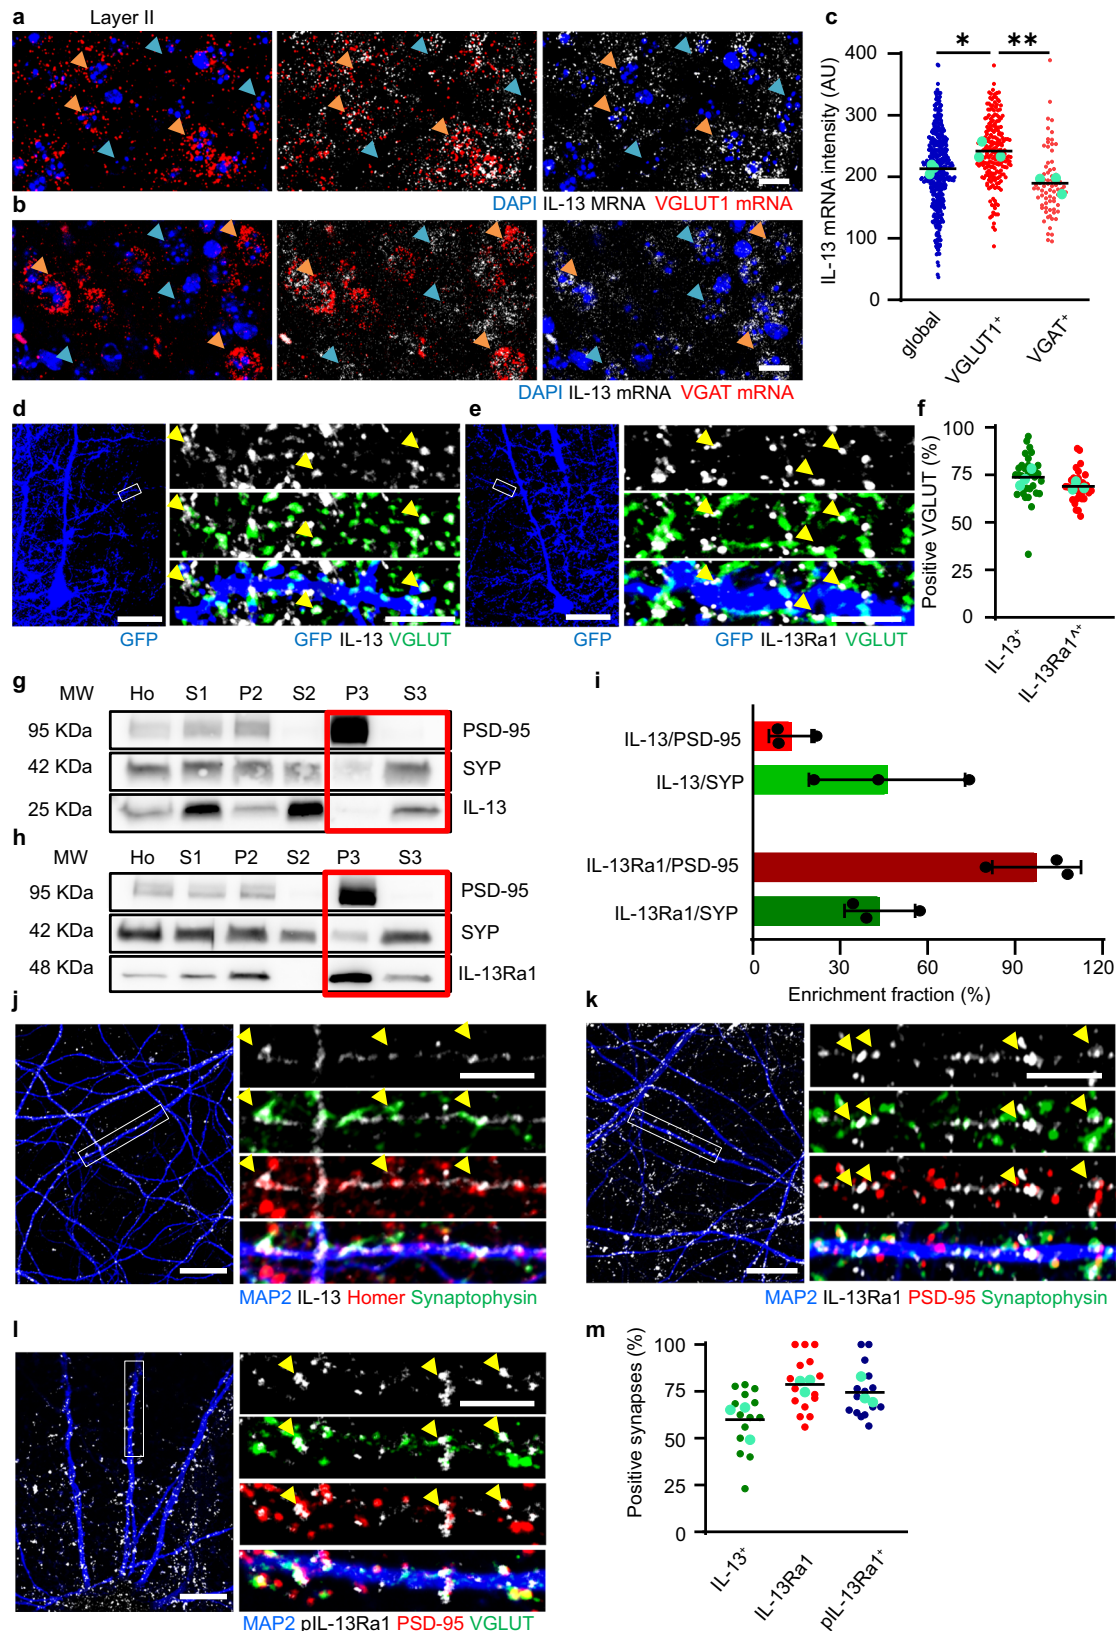 a
Layer II
DAPI IL-13 MRNA VGLUT1 mRNA
b
DAPI IL-13 mRNA VGAT mRNA
c
* **
IL-13 mRNA intensity (AU)
400
300
200
100
0
global
VGLUT1+
VGAT+
d
GFP
GFP IL-13 VGLUT
e
GFP
GFP IL-13Ra1 VGLUT
f
Positive VGLUT (%)
100
75
50
25
0
IL-13+
IL-13Ra1^+
g
MW Ho S1 P2 S2 P3 S3
95 KDa PSD-95
42 KDa SYP
25 KDa IL-13
h
MW Ho S1 P2 S2 P3 S3
95 KDa PSD-95
42 KDa SYP
48 KDa IL-13Ra1
i
IL-13/PSD-95
IL-13/SYP
IL-13Ra1/PSD-95
IL-13Ra1/SYP
0 30 60 90 120
Enrichment fraction (%)
j
MAP2 IL-13 Homer Synaptophysin
k
MAP2 IL-13Ra1 PSD-95 Synaptophysin
l
MAP2 pIL-13Ra1 PSD-95 VGLUT
m
Positive synapses (%)
100
75
50
25
0
IL-13+
IL-13Ra1
pIL-13Ra1+